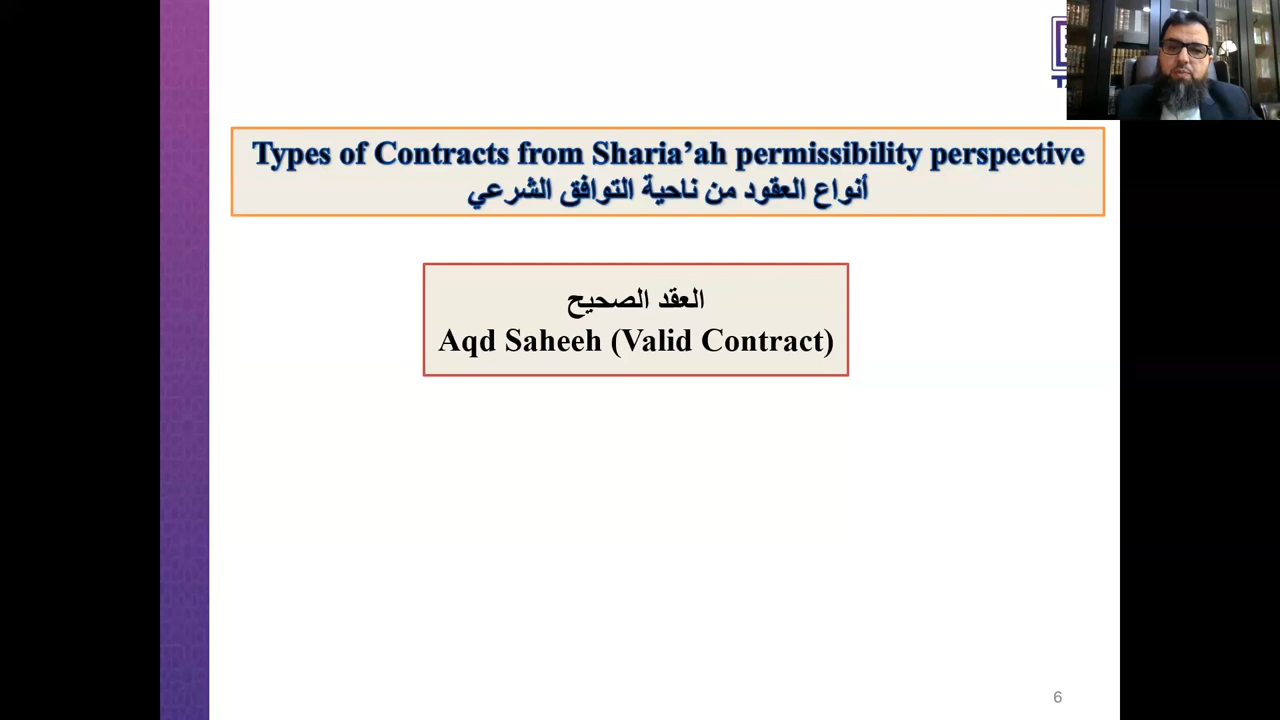 Types of Contracts from Sharia’ah permissibility perspective
أنواع العقود من ناحية التوافق الشرعي
العقد الصحيح
Aqd Saheeh (Valid Contract)
6